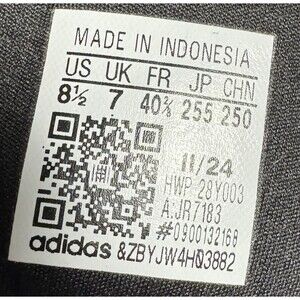 MADE IN INDONESIA
US UK FR JP CHN
8½ 7 40⅔ 255 250
11/24
HWP 28Y003
A:JR7183
#0900132168
adidas &ZBYJW4H03882